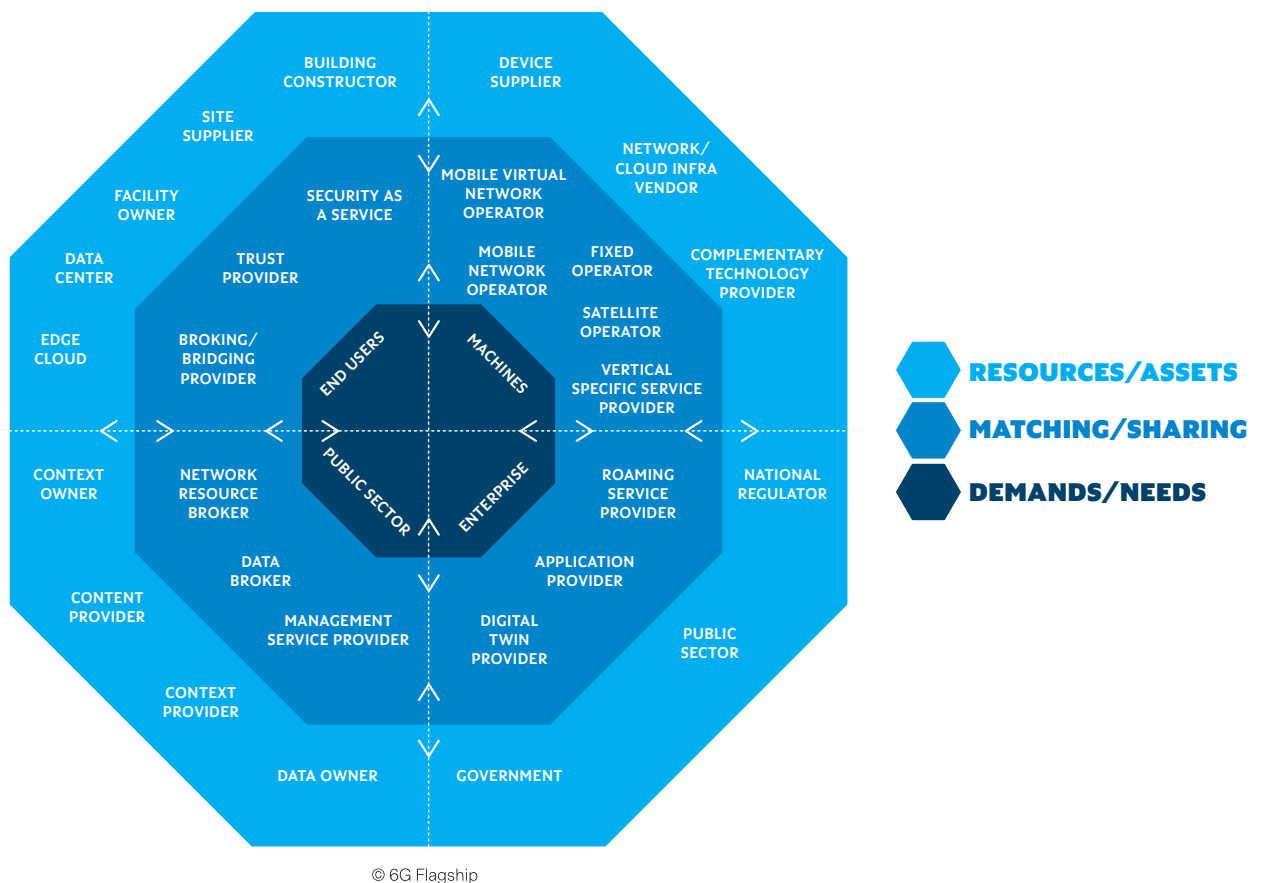 BUILDING
CONSTRUCTOR
DEVICE
SUPPLIER
SITE
SUPPLIER
NETWORK/
CLOUD INFRA
VENDOR
FACILITY
OWNER
SECURITY AS
A SERVICE
MOBILE VIRTUAL
NETWORK
OPERATOR
DATA
CENTER
TRUST
PROVIDER
MOBILE
NETWORK
OPERATOR
FIXED
OPERATOR
COMPLEMENTARY
TECHNOLOGY
PROVIDER
SATELLITE
OPERATOR
EDGE
CLOUD
BROKING/
BRIDGING
PROVIDER
END USERS
MACHINES
VERTICAL
SPECIFIC SERVICE
PROVIDER
CONTEXT
OWNER
NETWORK
RESOURCE
BROKER
PUBLIC SECTOR
ENTERPRISE
ROAMING
SERVICE
PROVIDER
NATIONAL
REGULATOR
DATA
BROKER
APPLICATION
PROVIDER
CONTENT
PROVIDER
MANAGEMENT
SERVICE PROVIDER
DIGITAL
TWIN
PROVIDER
PUBLIC
SECTOR
CONTEXT
PROVIDER
DATA OWNER
GOVERNMENT
RESOURCES/ASSETS
MATCHING/SHARING
DEMANDS/NEEDS
© 6G Flagship